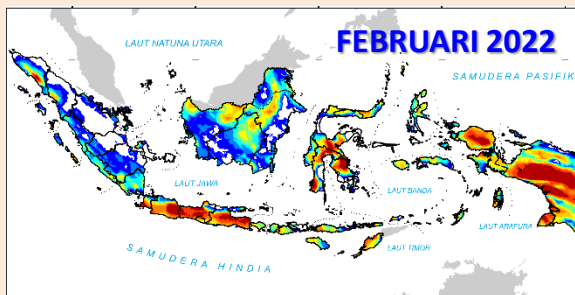 FEBRUARI 2022
LAUT NATUNA UTARA
SAMUDERA PASIFIK
LAUT JAWA
LAUT BANDA
LAUT ARAFURA
LAUT TIMOR
SAMUDERA HINDIA